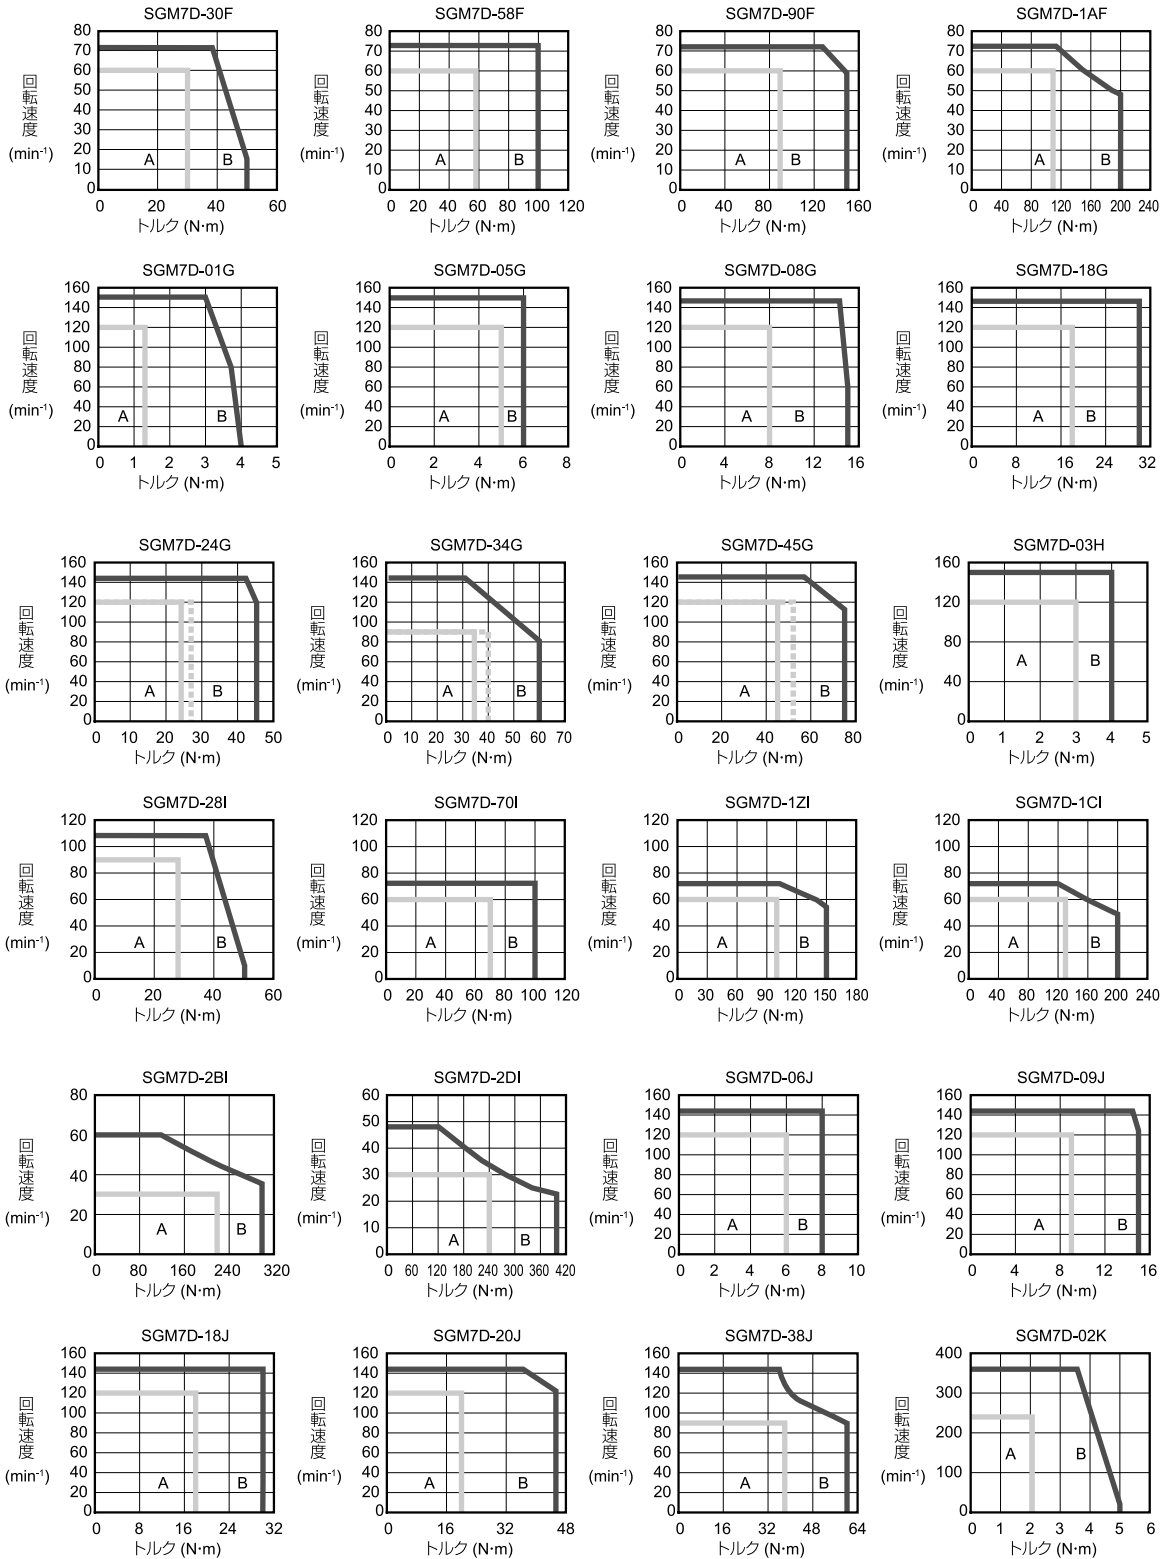 SGM7D-30F
80
70
60
50
40
30
20
10
0
回転速度
(min⁻¹)
A B
0 20 40 60
トルク (N・m)
SGM7D-58F
80
70
60
50
40
30
20
10
0
回転速度
(min⁻¹)
A B
0 20 40 60 80 100 120
トルク (N・m)
SGM7D-90F
80
70
60
50
40
30
20
10
0
回転速度
(min⁻¹)
A B
0 40 80 120 160
トルク (N・m)
SGM7D-1AF
80
70
60
50
40
30
20
10
0
回転速度
(min⁻¹)
A B
0 40 80 120 160 200 240
トルク (N・m)
SGM7D-01G
160
140
120
100
80
60
40
20
0
回転速度
(min⁻¹)
A B
0 1 2 3 4 5
トルク (N・m)
SGM7D-05G
160
140
120
100
80
60
40
20
0
回転速度
(min⁻¹)
A B
0 2 4 6 8
トルク (N・m)
SGM7D-08G
160
140
120
100
80
60
40
20
0
回転速度
(min⁻¹)
A B
0 4 8 12 16
トルク (N・m)
SGM7D-18G
160
140
120
100
80
60
40
20
0
回転速度
(min⁻¹)
A B
0 8 16 24 32
トルク (N・m)
SGM7D-24G
160
140
120
100
80
60
40
20
0
回転速度
(min⁻¹)
A B
0 10 20 30 40 50
トルク (N・m)
SGM7D-34G
160
140
120
100
80
60
40
20
0
回転速度
(min⁻¹)
A B
0 10 20 30 40 50 60 70
トルク (N・m)
SGM7D-45G
160
140
120
100
80
60
40
20
0
回転速度
(min⁻¹)
A B
0 20 40 60 80
トルク (N・m)
SGM7D-03H
160
120
80
40
0
回転速度
(min⁻¹)
A B
0 1 2 3 4 5
トルク (N・m)
SGM7D-28I
120
100
80
60
40
20
0
回転速度
(min⁻¹)
A B
0 20 40 60
トルク (N・m)
SGM7D-70I
120
100
80
60
40
20
0
回転速度
(min⁻¹)
A B
0 20 40 60 80 100 120
トルク (N・m)
SGM7D-1ZI
120
100
80
60
40
20
0
回転速度
(min⁻¹)
A B
0 30 60 90 120 150 180
トルク (N・m)
SGM7D-1CI
120
100
80
60
40
20
0
回転速度
(min⁻¹)
A B
0 40 80 120 160 200 240
トルク (N・m)
SGM7D-2BI
80
60
40
20
0
回転速度
(min⁻¹)
A B
0 80 160 240 320
トルク (N・m)
SGM7D-2DI
60
50
40
30
20
10
0
回転速度
(min⁻¹)
A B
0 60 120 180 240 300 360 420
トルク (N・m)
SGM7D-06J
160
140
120
100
80
60
40
20
0
回転速度
(min⁻¹)
A B
0 2 4 6 8 10
トルク (N・m)
SGM7D-09J
160
140
120
100
80
60
40
20
0
回転速度
(min⁻¹)
A B
0 4 8 12 16
トルク (N・m)
SGM7D-18J
160
140
120
100
80
60
40
20
0
回転速度
(min⁻¹)
A B
0 8 16 24 32
トルク (N・m)
SGM7D-20J
160
140
120
100
80
60
40
20
0
回転速度
(min⁻¹)
A B
0 16 32 48
トルク (N・m)
SGM7D-38J
160
140
120
100
80
60
40
20
0
回転速度
(min⁻¹)
A B
0 16 32 48 64
トルク (N・m)
SGM7D-02K
400
300
200
100
0
回転速度
(min⁻¹)
A B
0 1 2 3 4 5 6
トルク (N・m)